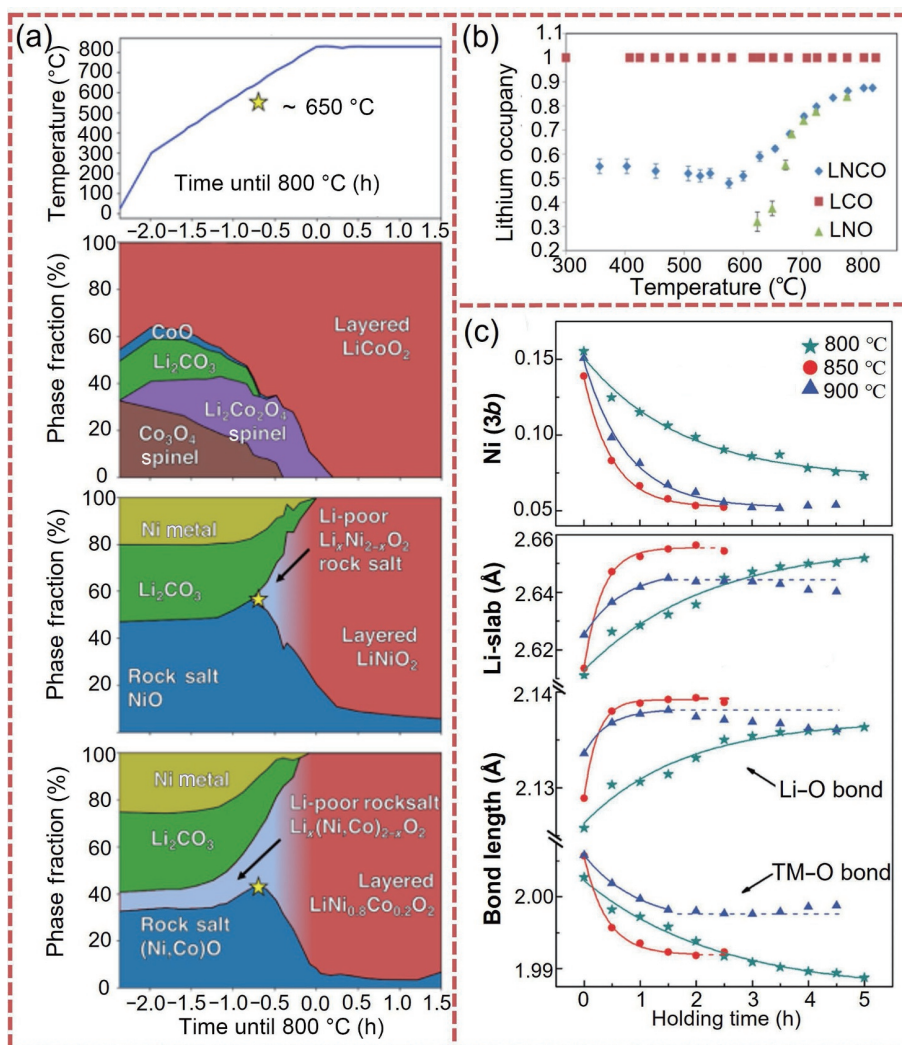 (a)
Temperature (°C)
800
700
600
500
400
300
200
100
0
~ 650 °C
Time until 800 °C (h)
−2.0 −1.5 −1.0 −0.5 0.0 0.5 1.0 1.5
Phase fraction (%)
100
80
60
40
20
0
CoO
Li₂CO₃
Co₃O₄
spinel
Li₂Co₂O₄
spinel
Layered
LiCoO₂
Phase fraction (%)
100
80
60
40
20
Ni metal
Li₂CO₃
Rock salt
NiO
Li-poor
LiₓNi₂₋ₓO₂
rock salt
Layered
LiNiO₂
Phase fraction (%)
100
80
60
40
20
0
Ni metal
Li₂CO₃
Rock salt
(Ni,Co)O
Li-poor rocksalt
Liₓ(Ni,Co)₂₋ₓO₂
Layered
LiNi₀.₈Co₀.₂O₂
−2.0 −1.5 −1.0 −0.5 0.0 0.5 1.0 1.5
Time until 800 °C (h)
(b)
Lithium occupany
1.1
1
0.9
0.8
0.7
0.6
0.5
0.4
0.3
0.2
300 400 500 600 700 800
Temperature (℃)
LNCO
LCO
LNO
(c)
800 ℃
850 ℃
900 ℃
Ni (3b)
0.15
0.10
0.05
Li-slab (Å)
2.66
2.64
2.62
Bond length (Å)
2.14
2.13
2.00
1.99
Li–O bond
TM–O bond
0 1 2 3 4 5
Holding time (h)